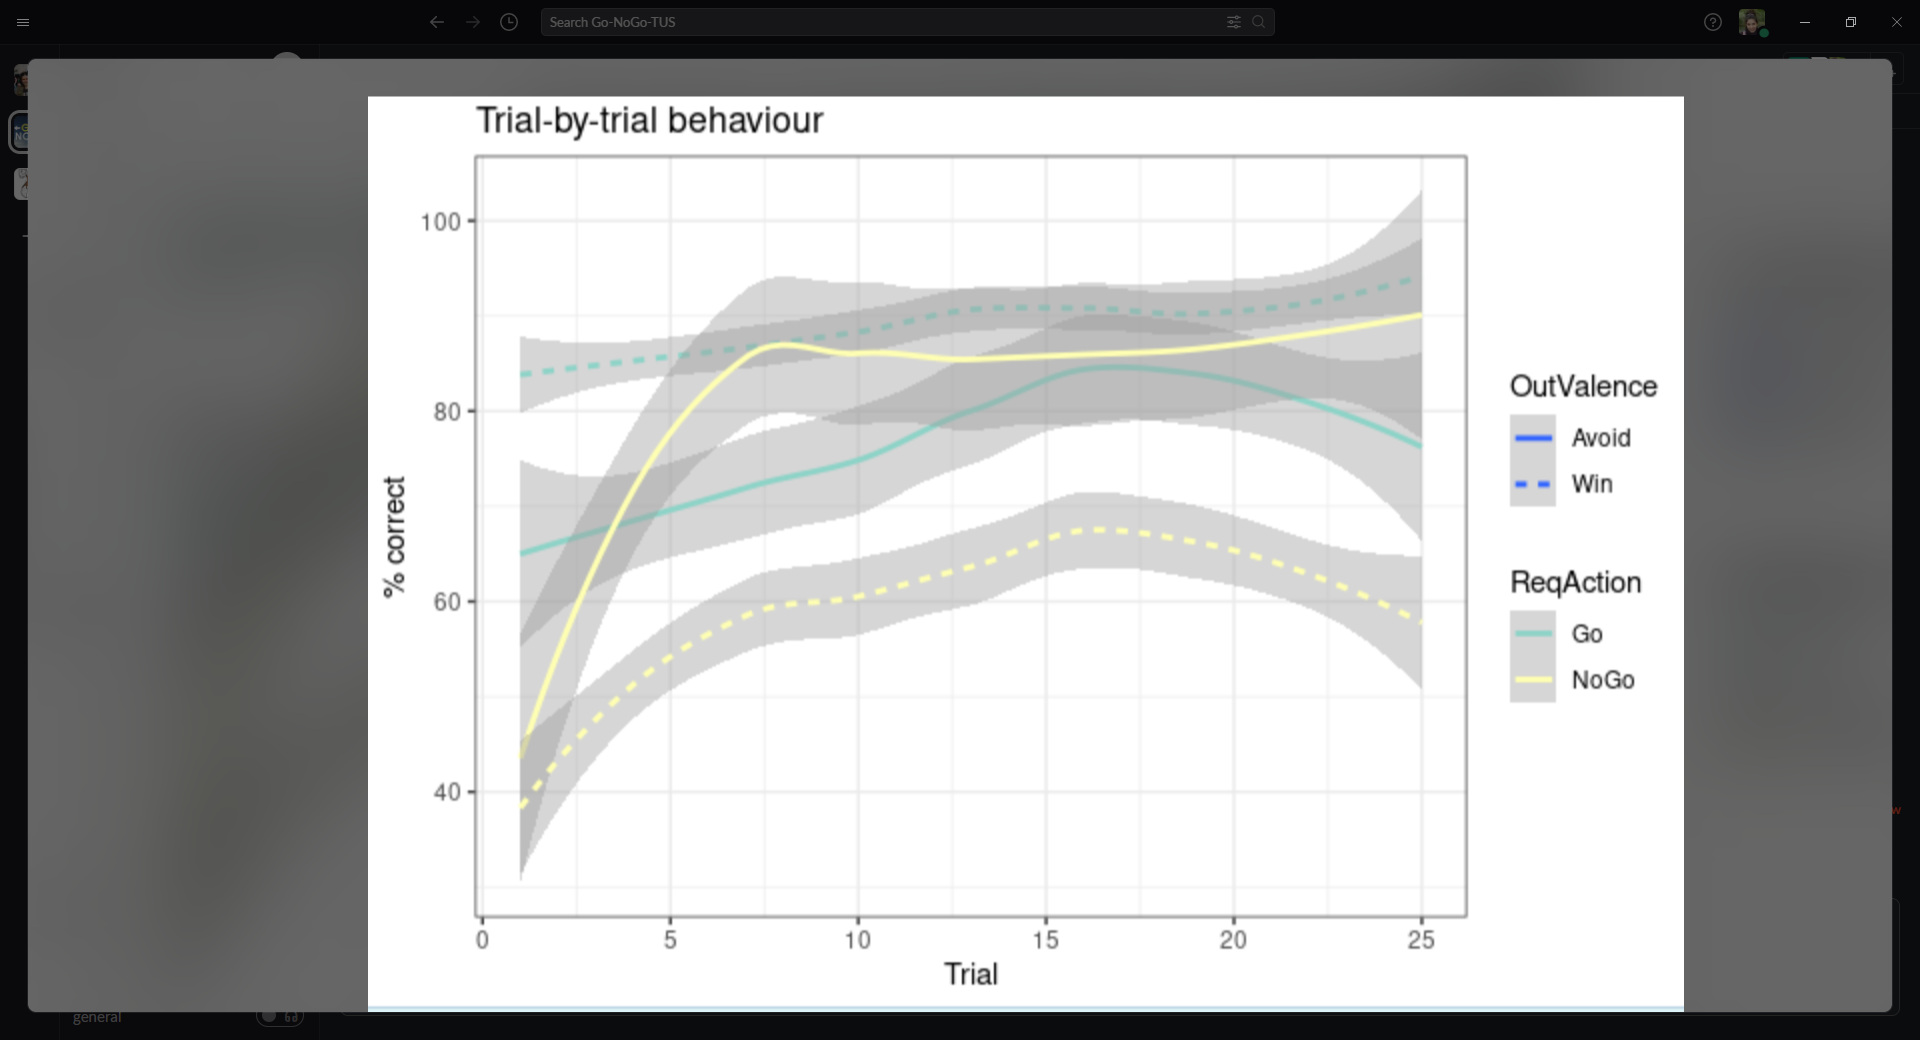 Search Go-NoGo-TUS
Trial-by-trial behaviour
% correct
100
80
60
40
0 5 10 15 20 25
Trial
OutValence
Avoid
Win
ReqAction
Go
NoGo
general